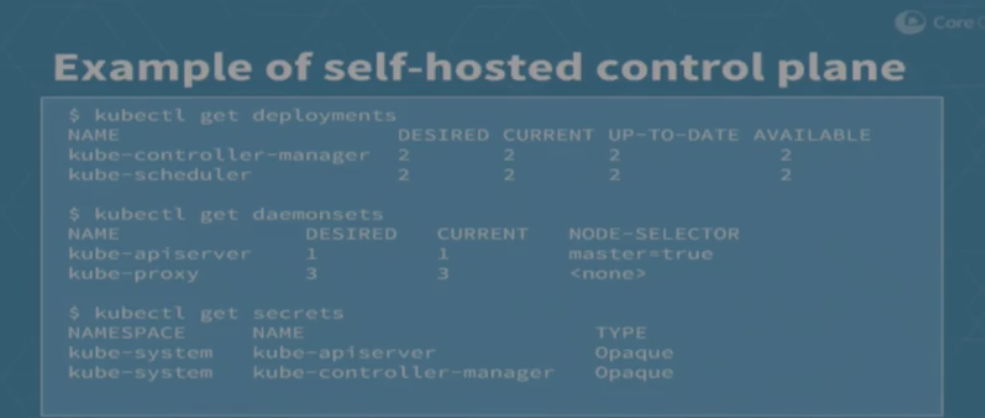 Core
Example of self-hosted control plane
$ kubectl get deployments
NAME DESIRED CURRENT UP-TO-DATE AVAILABLE
kube-controller-manager 2 2 2 2
kube-scheduler 2 2 2 2
$ kubectl get daemonsets
NAME DESIRED CURRENT NODE-SELECTOR
kube-apiserver 1 1 master=true
kube-proxy 3 3 <none>
$ kubectl get secrets
NAMESPACE NAME TYPE
kube-system kube-apiserver Opaque
kube-system kube-controller-manager Opaque